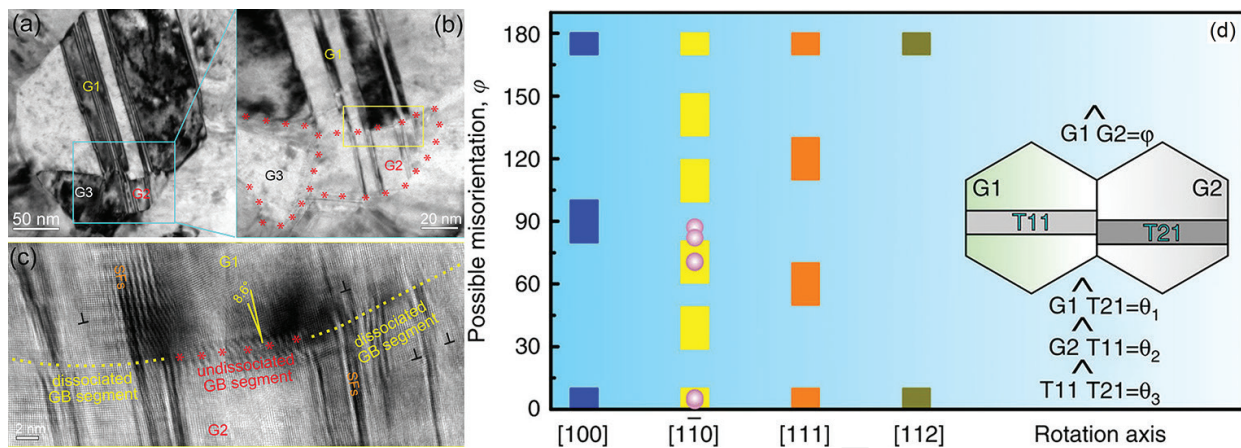 (a)
G1
G3
G2
50 nm
(b)
G1
G2
G3
20 nm
(c)
SFs
G1
8.6°
dissociated
GB segment
undissociated
GB segment
dissociated
GB segment
SFs
G2
2 nm
(d)
Possible misorientation, φ
180
150
120
90
60
30
0
[100]
[1̅10]
[111]
[112]
Rotation axis
G1 G2=φ
G1
G2
T11
T21
G1 T21=θ₁
G2 T11=θ₂
T11 T21=θ₃